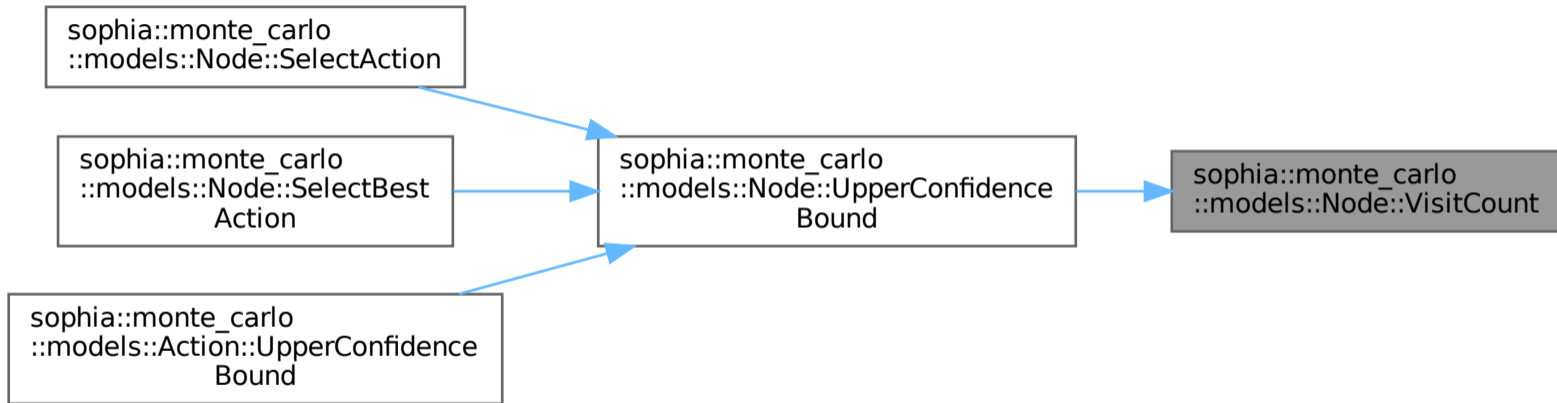 sophia::monte_carlo
::models::Node::SelectAction
sophia::monte_carlo
::models::Node::SelectBest
Action
sophia::monte_carlo
::models::Action::UpperConfidence
Bound
sophia::monte_carlo
::models::Node::UpperConfidence
Bound
sophia::monte_carlo
::models::Node::VisitCount